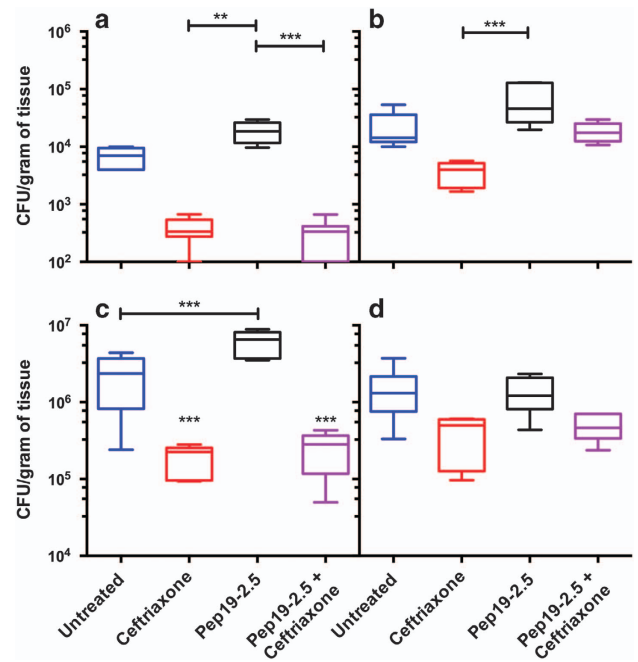 a
**
***
b
***
CFU/gram of tissue
10⁶
10⁵
10⁴
10³
10²
c
***
***
***
d
CFU/gram of tissue
10⁷
10⁶
10⁵
10⁴
Untreated
Ceftriaxone
Pep19-2.5
Pep19-2.5 +
Ceftriaxone
Untreated
Ceftriaxone
Pep19-2.5
Pep19-2.5 +
Ceftriaxone